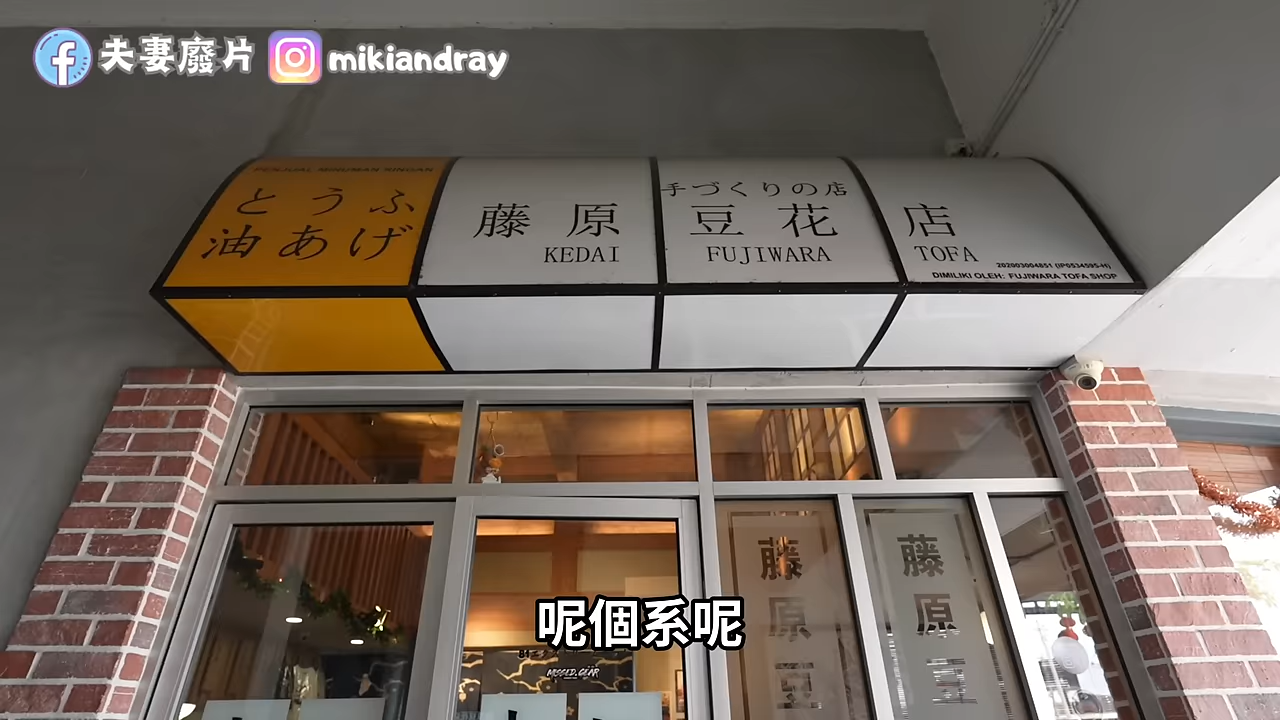 夫妻廢片 mikiandray
PENJUAL MINUMAN RINGAN
とうふ
油あげ
藤原
KEDAI
手づくりの店
豆花
FUJIWARA
店
TOFA
202003004851 (IP0534595-H)
DIMILIKI OLEH: FUJIWARA TOFA SHOP
藤原豆
藤原豆
呢個系呢